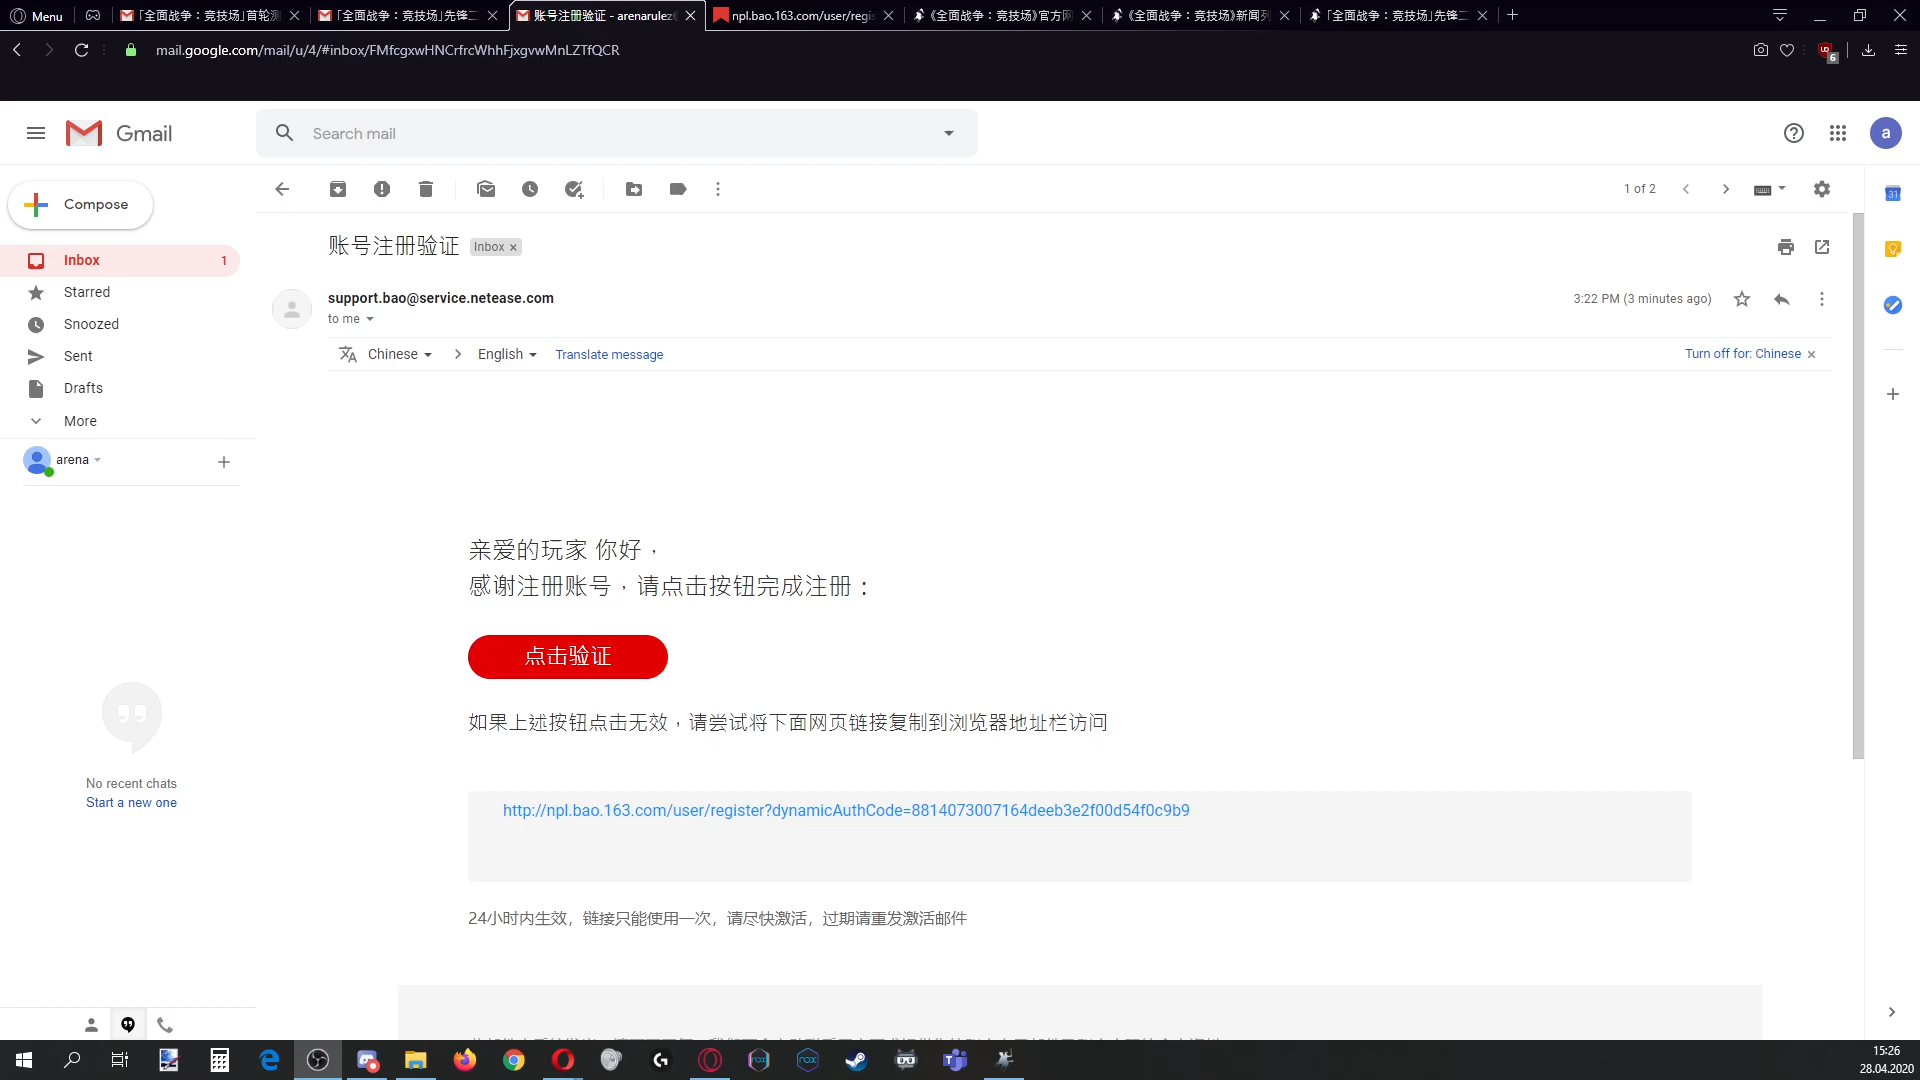 Menu
「全面战争：竞技场」首轮测
「全面战争：竞技场」先锋二
账号注册验证 - arenarulez
npl.bao.163.com/user/regis
《全面战争：竞技场》官方网
《全面战争：竞技场》新闻列
「全面战争：竞技场」先锋二
mail.google.com/mail/u/4/#inbox/FMfcgxwHNCrfrcWhhFjxgvwMnLZTfQCR
6
Gmail
Search mail
a
Compose
1 of 2
31
Inbox
1
Starred
Snoozed
Sent
Drafts
More
arena
账号注册验证
Inbox ×
support.bao@service.netease.com
3:22 PM (3 minutes ago)
to me
Chinese
English
Translate message
Turn off for: Chinese ×
亲爱的玩家 你好，
感谢注册账号，请点击按钮完成注册：
点击验证
如果上述按钮点击无效，请尝试将下面网页链接复制到浏览器地址栏访问
http://npl.bao.163.com/user/register?dynamicAuthCode=8814073007164deeb3e2f00d54f0c9b9
24小时内生效，链接只能使用一次，请尽快激活，过期请重发激活邮件
No recent chats
Start a new one
15:26
28.04.2020